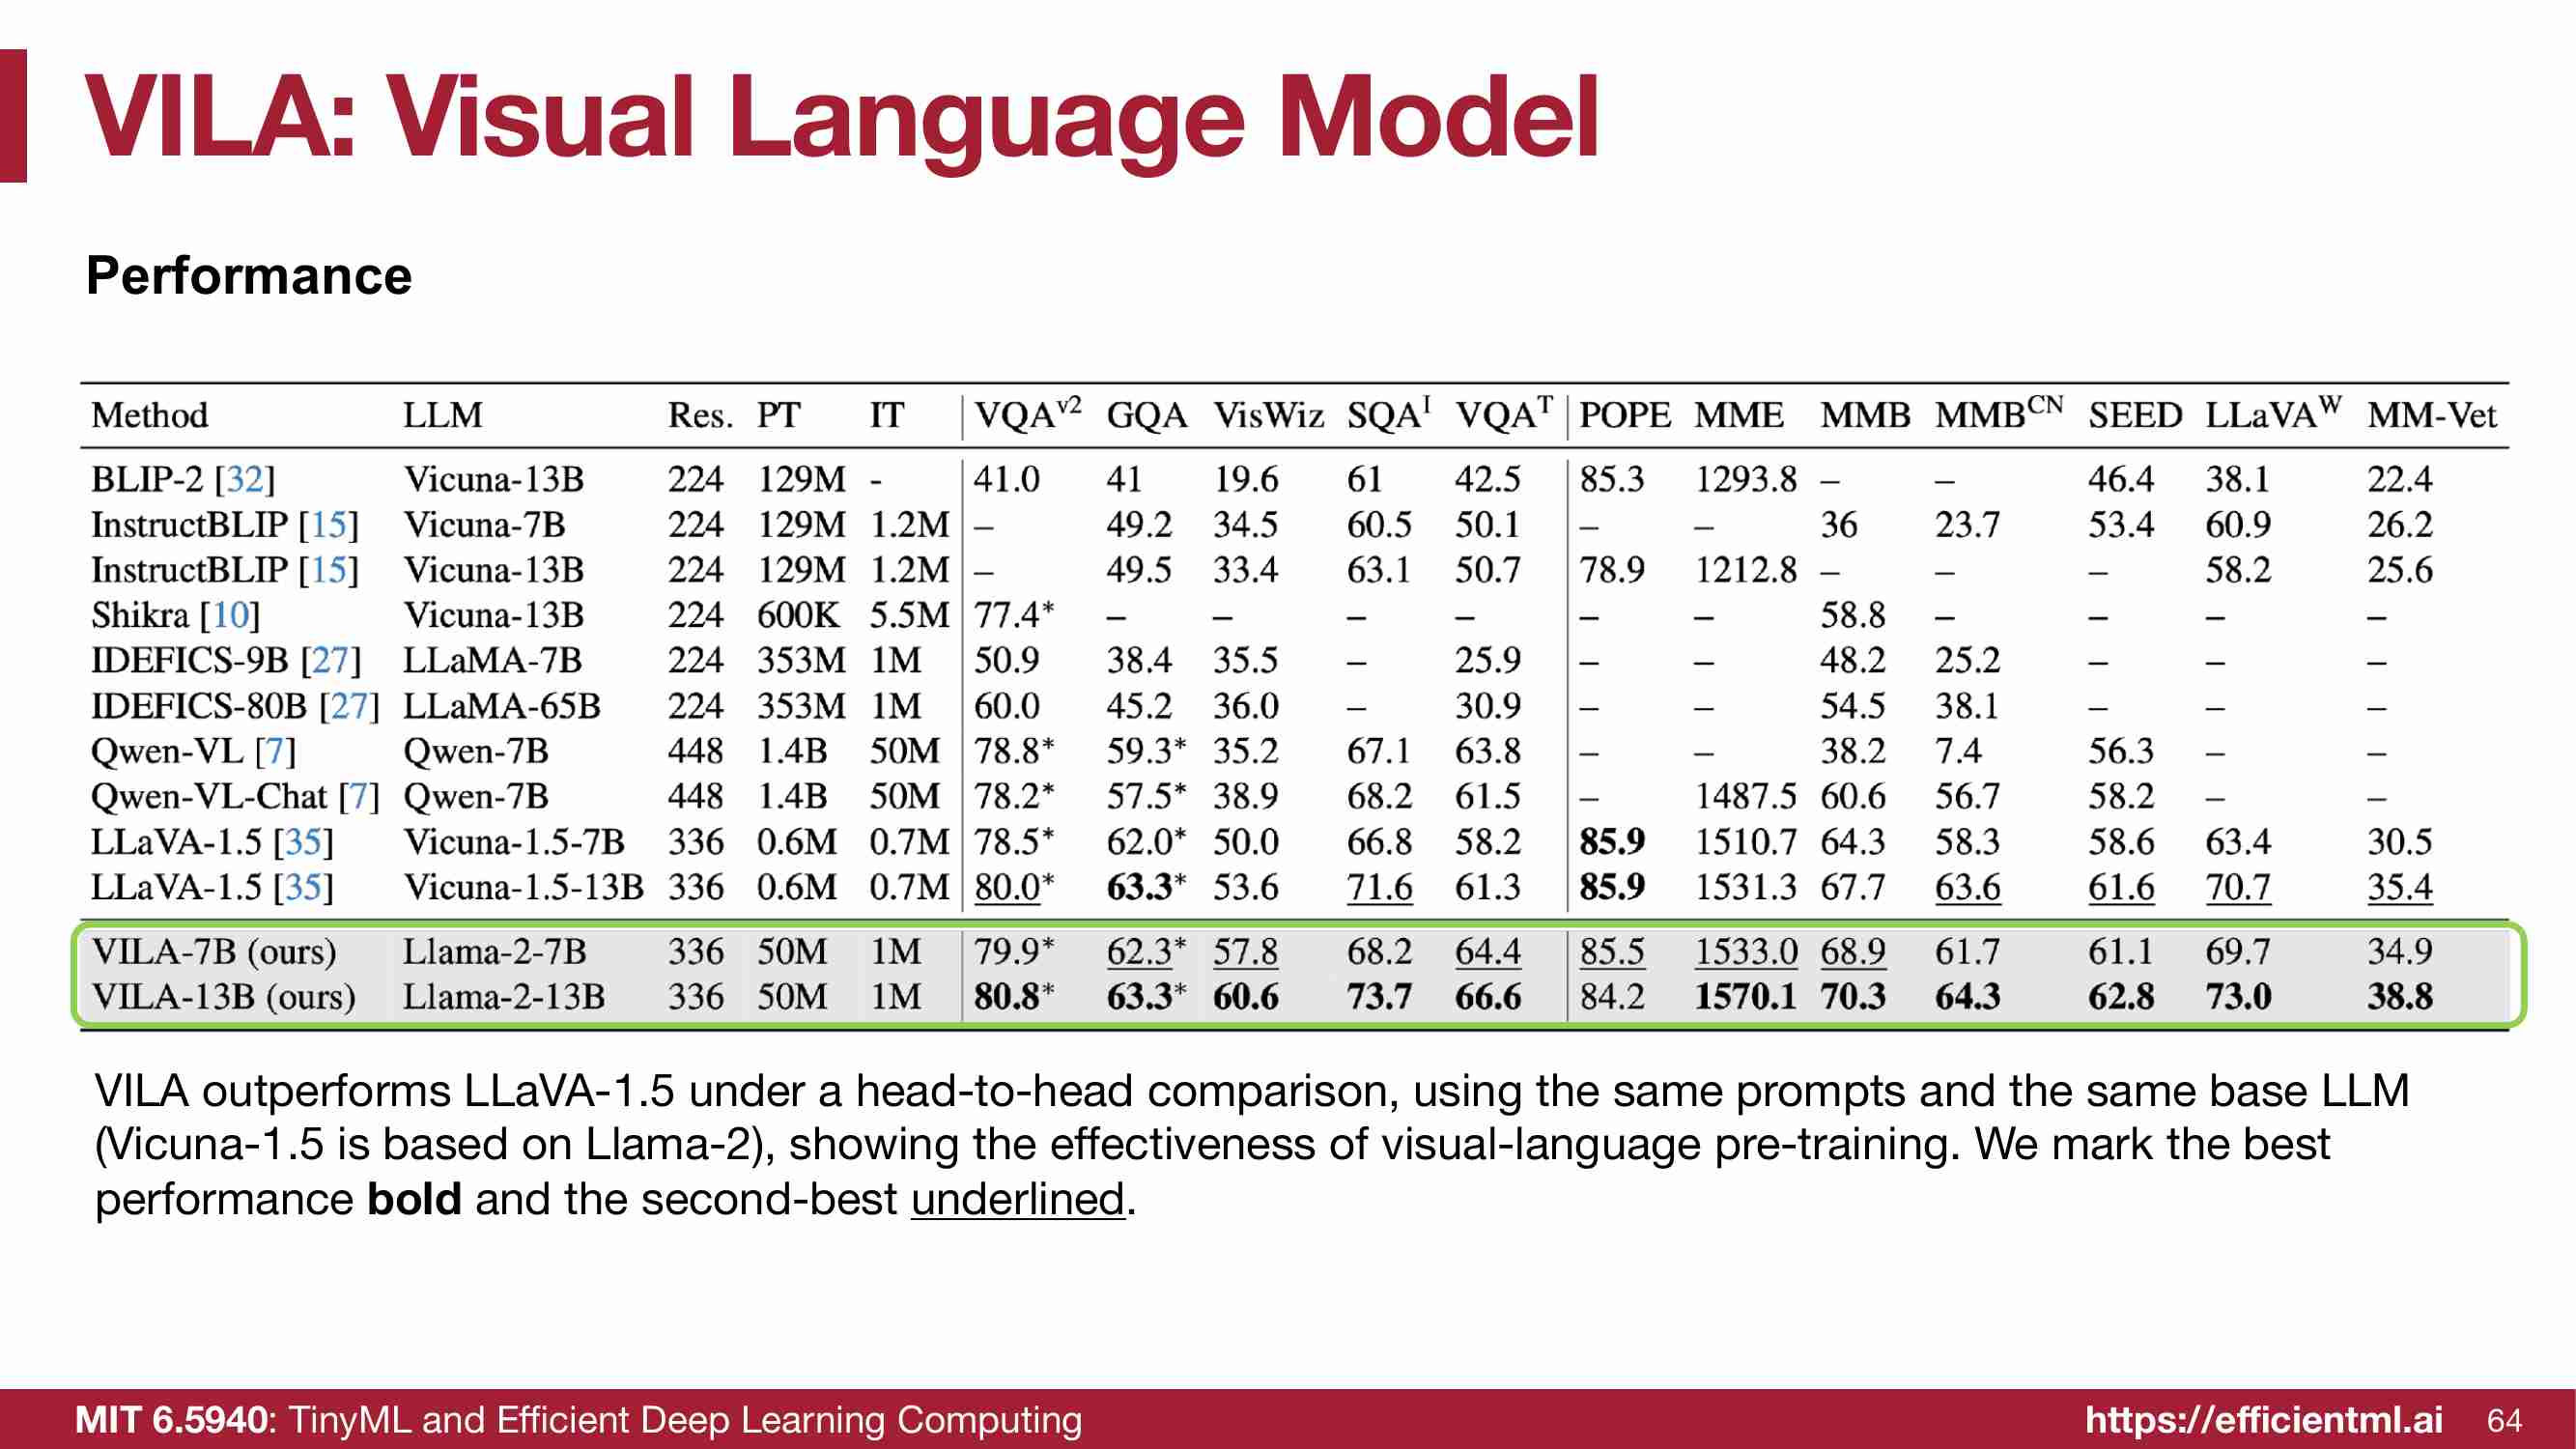 VILA: Visual Language Model
Performance
Method LLM Res. PT IT VQAv2 GQA VisWiz SQAI VQAT POPE MME MMB MMBCN SEED LLaVAW MM-Vet
BLIP-2 [32] Vicuna-13B 224 129M - 41.0 41 19.6 61 42.5 85.3 1293.8 – – 46.4 38.1 22.4
InstructBLIP [15] Vicuna-7B 224 129M 1.2M – 49.2 34.5 60.5 50.1 – – 36 23.7 53.4 60.9 26.2
InstructBLIP [15] Vicuna-13B 224 129M 1.2M – 49.5 33.4 63.1 50.7 78.9 1212.8 – – – 58.2 25.6
Shikra [10] Vicuna-13B 224 600K 5.5M 77.4* – – – – – – 58.8 – – – –
IDEFICS-9B [27] LLaMA-7B 224 353M 1M 50.9 38.4 35.5 – 25.9 – – 48.2 25.2 – – –
IDEFICS-80B [27] LLaMA-65B 224 353M 1M 60.0 45.2 36.0 – 30.9 – – 54.5 38.1 – – –
Qwen-VL [7] Qwen-7B 448 1.4B 50M 78.8* 59.3* 35.2 67.1 63.8 – – 38.2 7.4 56.3 – –
Qwen-VL-Chat [7] Qwen-7B 448 1.4B 50M 78.2* 57.5* 38.9 68.2 61.5 – 1487.5 60.6 56.7 58.2 – –
LLaVA-1.5 [35] Vicuna-1.5-7B 336 0.6M 0.7M 78.5* 62.0* 50.0 66.8 58.2 85.9 1510.7 64.3 58.3 58.6 63.4 30.5
LLaVA-1.5 [35] Vicuna-1.5-13B 336 0.6M 0.7M 80.0* 63.3* 53.6 71.6 61.3 85.9 1531.3 67.7 63.6 61.6 70.7 35.4
VILA-7B (ours) Llama-2-7B 336 50M 1M 79.9* 62.3* 57.8 68.2 64.4 85.5 1533.0 68.9 61.7 61.1 69.7 34.9
VILA-13B (ours) Llama-2-13B 336 50M 1M 80.8* 63.3* 60.6 73.7 66.6 84.2 1570.1 70.3 64.3 62.8 73.0 38.8
VILA outperforms LLaVA-1.5 under a head-to-head comparison, using the same prompts and the same base LLM
(Vicuna-1.5 is based on Llama-2), showing the effectiveness of visual-language pre-training. We mark the best
performance bold and the second-best underlined.
MIT 6.5940: TinyML and Efficient Deep Learning Computing
https://efficientml.ai 64